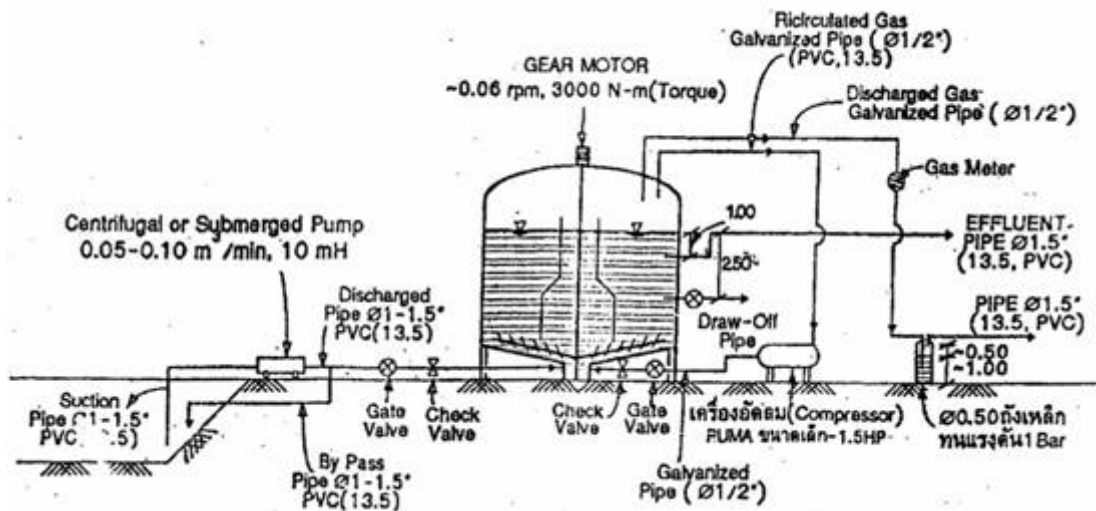 Ricirculated Gas
Galvanized Pipe ( Ø1/2")
(PVC,13.5)
GEAR MOTOR
~0.06 rpm, 3000 N-m(Torque)
Discharged Gas
Galvanized Pipe ( Ø1/2")
Gas Meter
Centrifugal or Submerged Pump
0.05-0.10 m³/min, 10 mH
1.00
EFFLUENT
PIPE Ø1.5"
(13.5, PVC)
2.50
Discharged
Pipe Ø1-1.5"
PVC(13.5)
Draw-Off
Pipe
PIPE Ø1.5"
(13.5, PVC)
~0.50
~1.00
Suction
Pipe Ø1-1.5"
Gate
Valve
Check
Valve
Check
Valve
Gate
Valve
เครื่องอัดลม(Compressor)
PUMA ขนาดเล็ก-1.5HP
Ø0.50ถังเหล็ก
ทนแรงดัน1 Bar
By Pass
Pipe Ø1-1.5"
PVC(13.5)
Galvanized
Pipe ( Ø1/2")